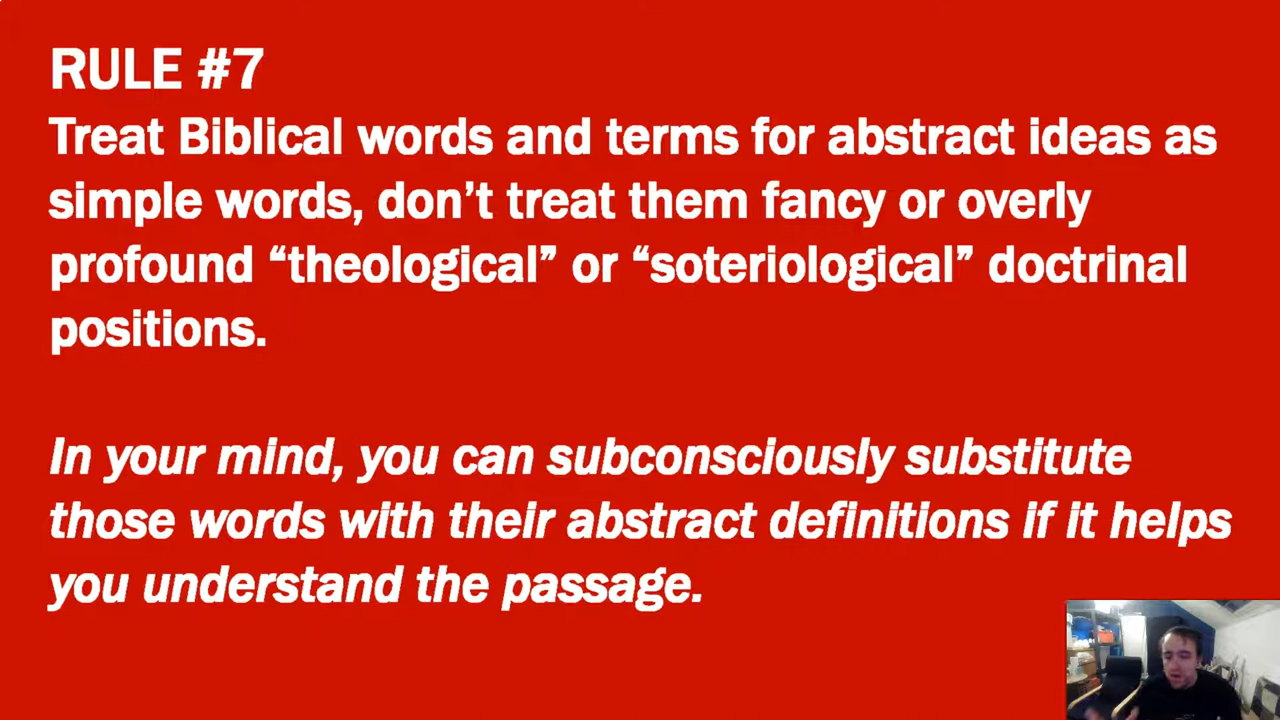 RULE #7
Treat Biblical words and terms for abstract ideas as
simple words, don’t treat them fancy or overly
profound “theological” or “soteriological” doctrinal
positions.
In your mind, you can subconsciously substitute
those words with their abstract definitions if it helps
you understand the passage.